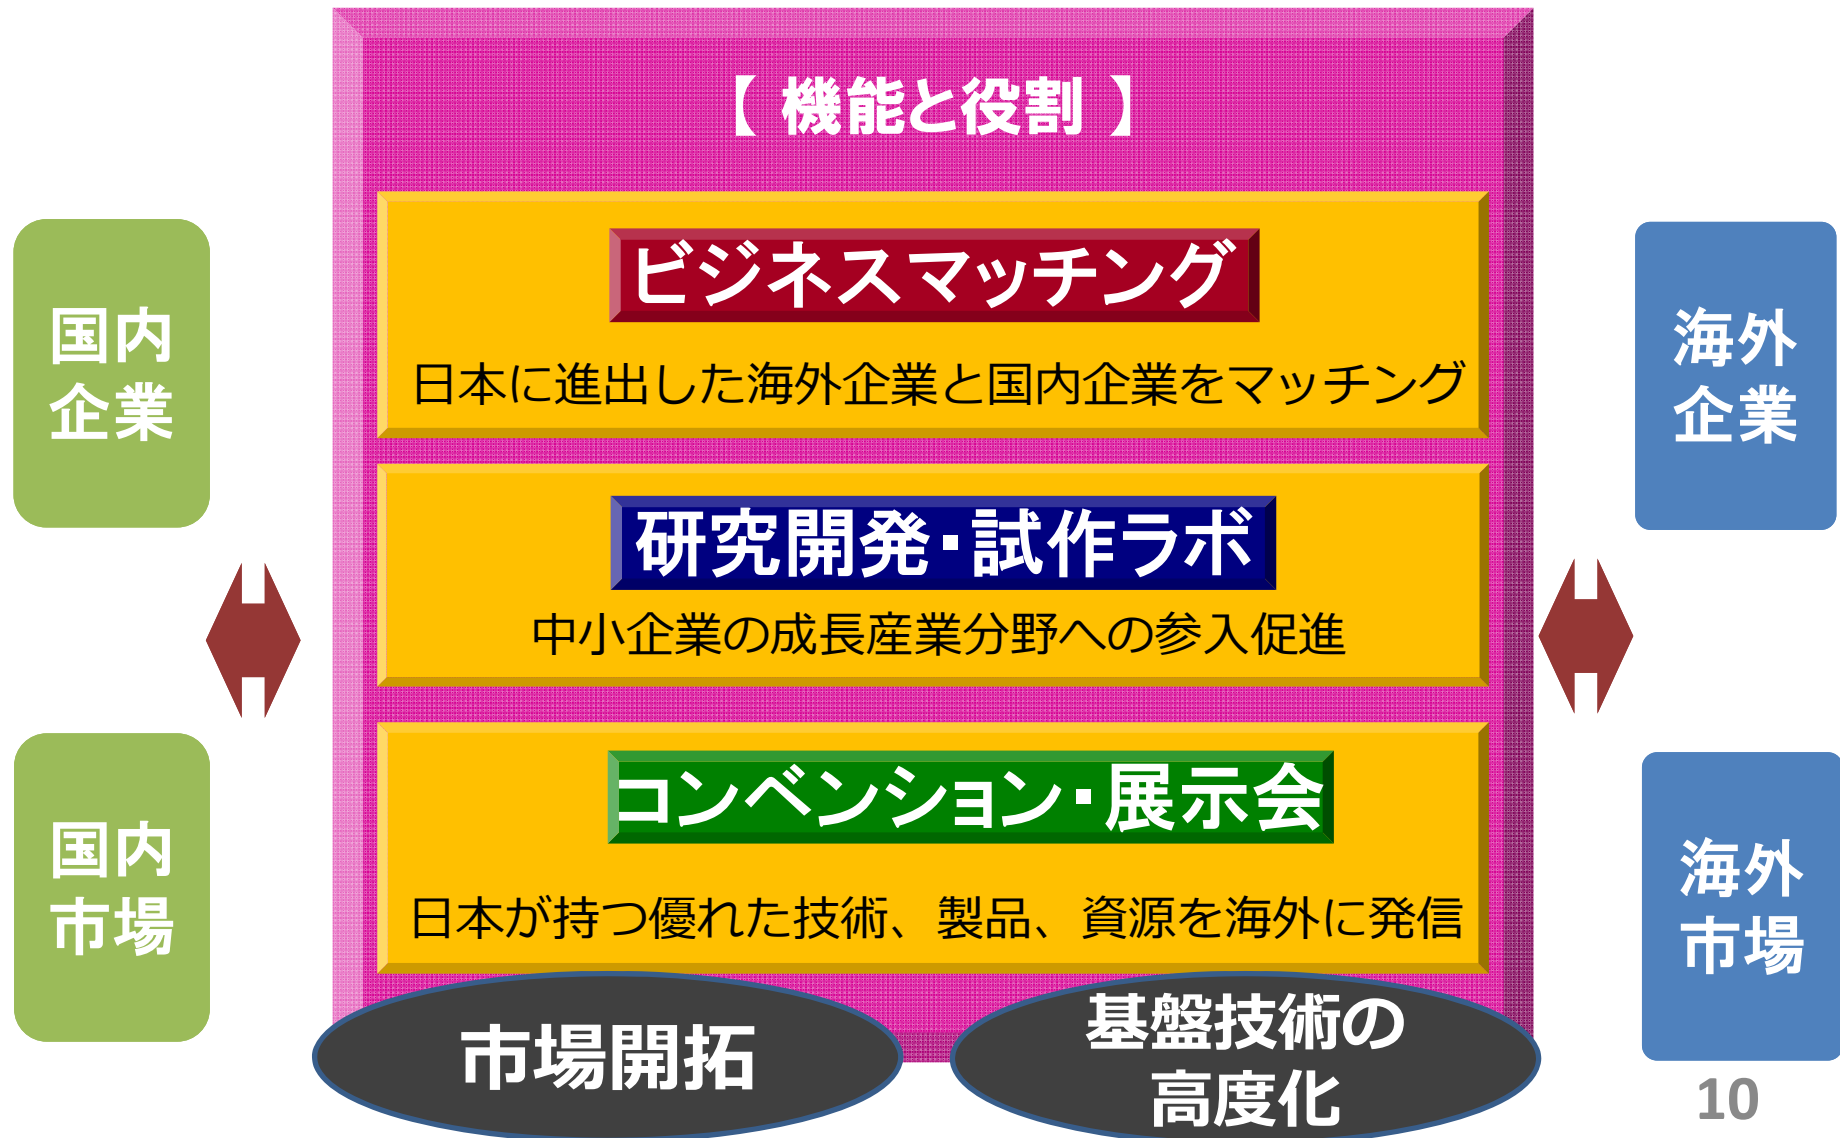 【 機能と役割 】
国内
企業
国内
市場
ビジネスマッチング
日本に進出した海外企業と国内企業をマッチング
研究開発・試作ラボ
中小企業の成長産業分野への参入促進
コンベンション・展示会
日本が持つ優れた技術、製品、資源を海外に発信
市場開拓
基盤技術の
高度化
海外
企業
海外
市場
10